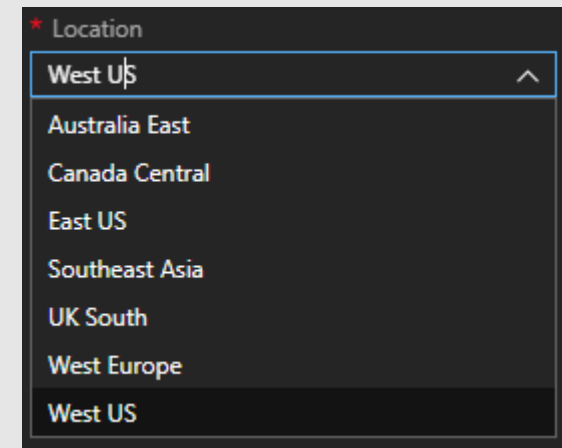 * Location
West US
Australia East
Canada Central
East US
Southeast Asia
UK South
West Europe
West US